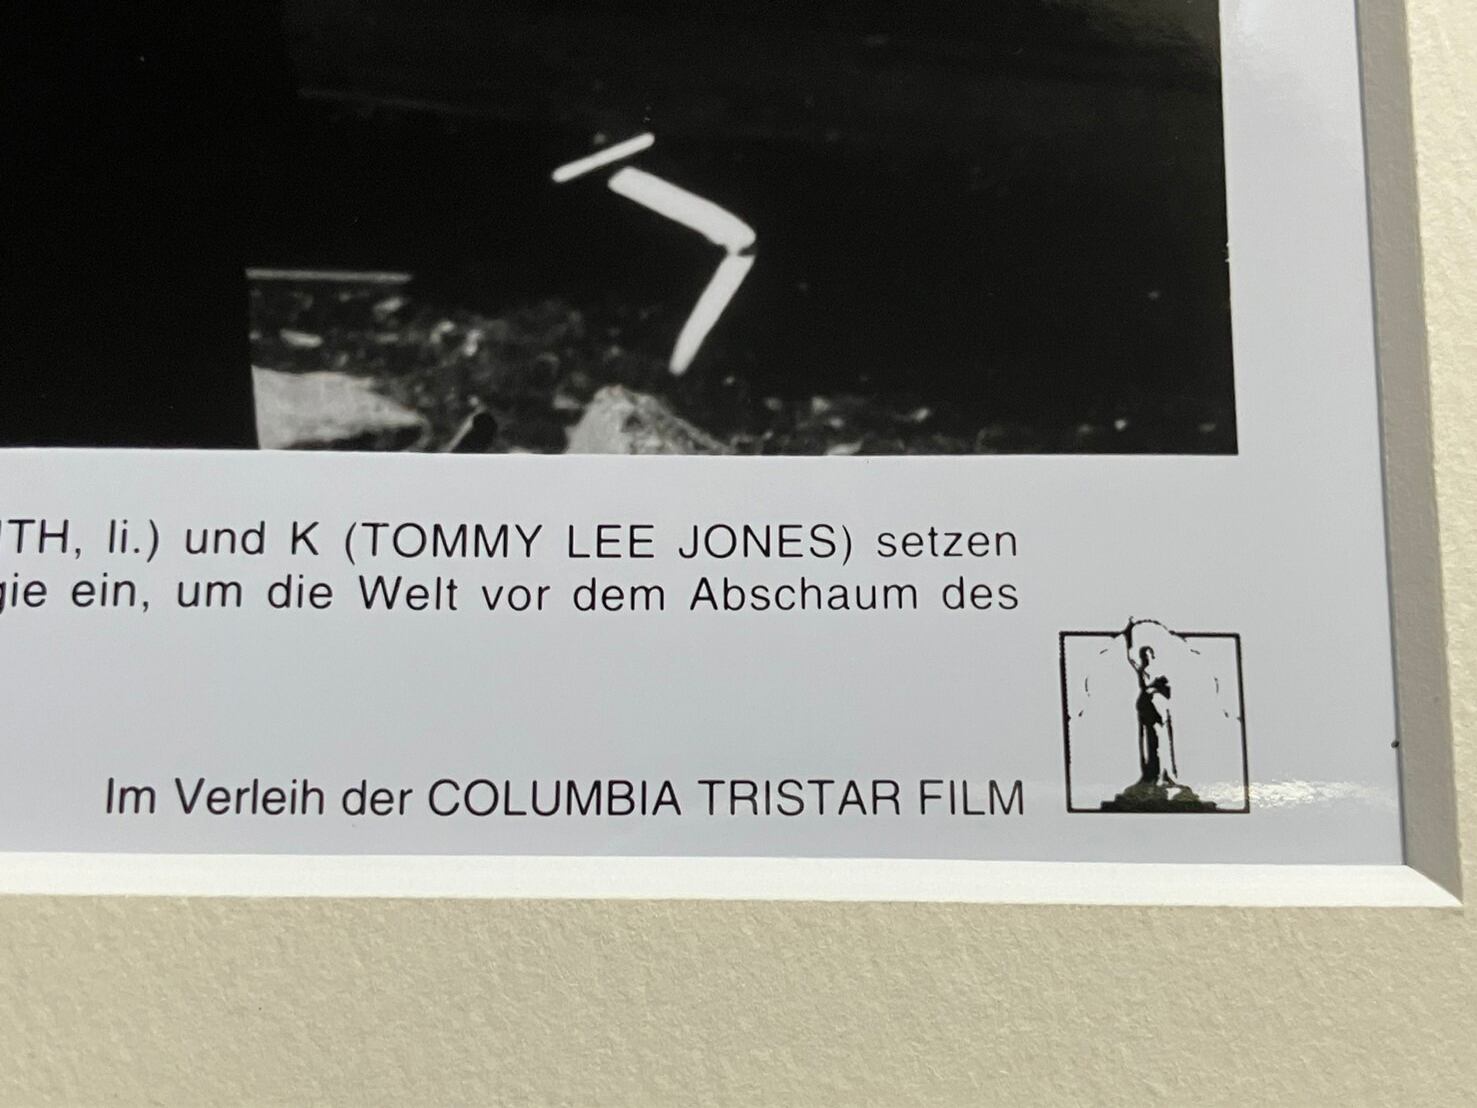 TH, li.) und K (TOMMY LEE JONES) setzen
gie ein, um die Welt vor dem Abschaum des
Im Verleih der COLUMBIA TRISTAR FILM